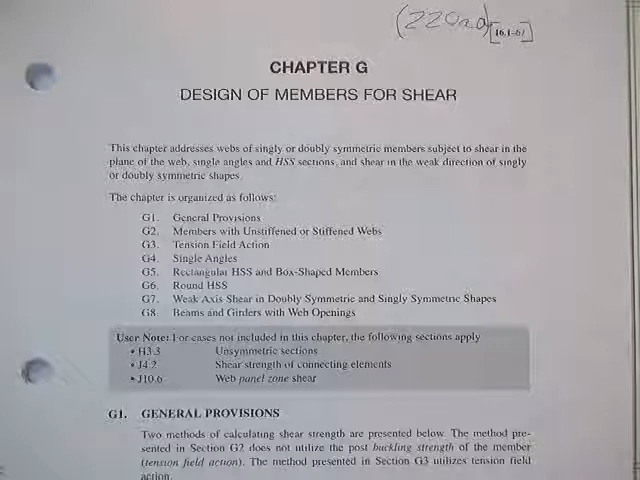 (220ad) [16.1-67]
CHAPTER G
DESIGN OF MEMBERS FOR SHEAR
This chapter addresses webs of singly or doubly symmetric members subject to shear in the
plane of the web, single angles and HSS sections, and shear in the weak direction of singly
or doubly symmetric shapes.
The chapter is organized as follows:
G1. General Provisions
G2. Members with Unstiffened or Stiffened Webs
G3. Tension Field Action
G4. Single Angles
G5. Rectangular HSS and Box-Shaped Members
G6. Round HSS
G7. Weak Axis Shear in Doubly Symmetric and Singly Symmetric Shapes
G8. Beams and Girders with Web Openings
User Note: For cases not included in this chapter, the following sections apply
• H3.3 Unsymmetric sections
• J4.2 Shear strength of connecting elements
• J10.6 Web panel zone shear
G1. GENERAL PROVISIONS
Two methods of calculating shear strength are presented below. The method pre-
sented in Section G2 does not utilize the post buckling strength of the member
(tension field action). The method presented in Section G3 utilizes tension field
action.